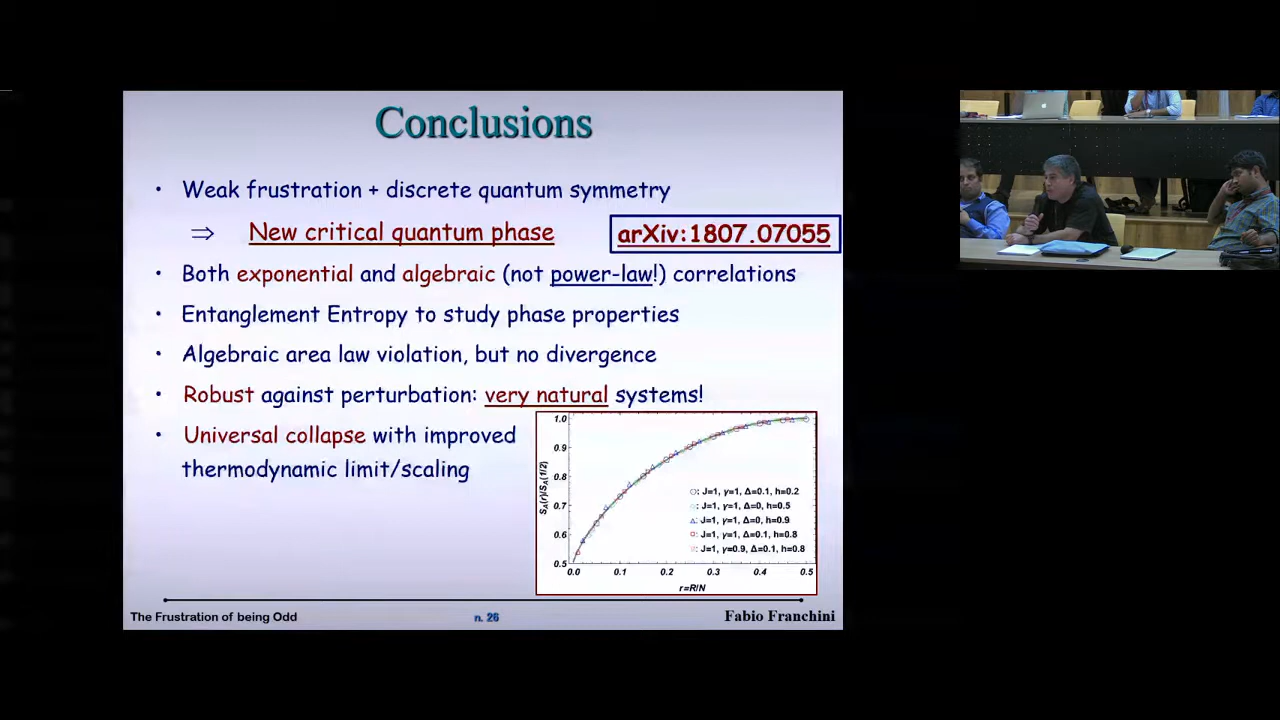 Conclusions
• Weak frustration + discrete quantum symmetry
⇒ New critical quantum phase
arXiv:1807.07055
• Both exponential and algebraic (not power-law!) correlations
• Entanglement Entropy to study phase properties
• Algebraic area law violation, but no divergence
• Robust against perturbation: very natural systems!
• Universal collapse with improved
thermodynamic limit/scaling
S_A(r)/S_A(1/2)
1.0
0.9
0.8
0.7
0.6
0.5
: J=1, γ=1, Δ=0.1, h=0.2
: J=1, γ=1, Δ=0, h=0.5
: J=1, γ=1, Δ=0, h=0.9
: J=1, γ=1, Δ=0.1, h=0.8
: J=1, γ=0.9, Δ=0.1, h=0.8
0.0 0.1 0.2 0.3 0.4 0.5
r=R/N
The Frustration of being Odd
n. 26
Fabio Franchini